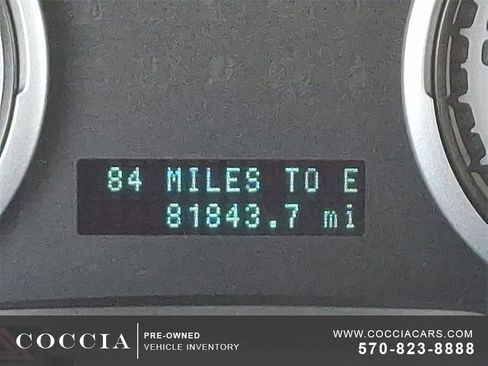 84 MILES TO E
81843.7 mi
COCCIA
PRE-OWNED
VEHICLE INVENTORY
WWW.COCCIACARS.COM
570-823-8888